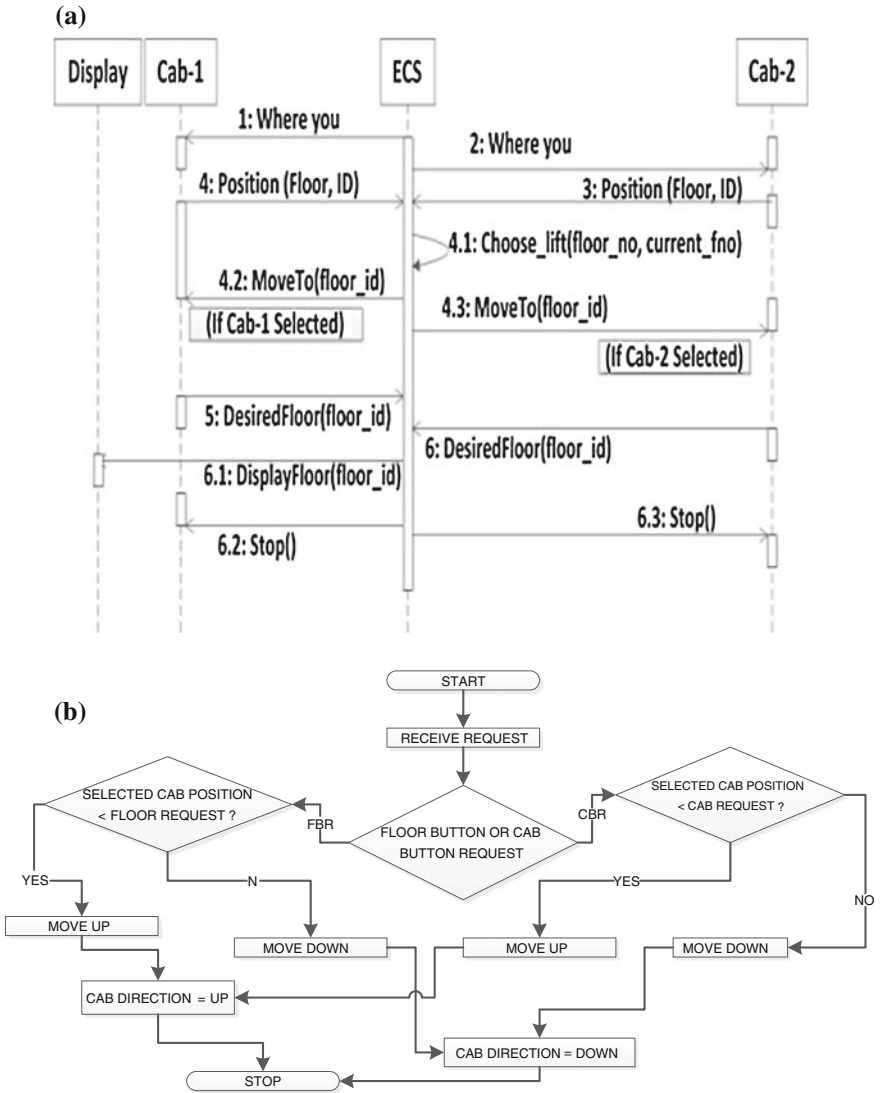 (a)
Display
Cab-1
ECS
Cab-2
1: Where you
2: Where you
4: Position (Floor, ID)
3: Position (Floor, ID)
4.1: Choose_lift(floor_no, current_fno)
4.2: MoveTo(floor_id)
(If Cab-1 Selected)
4.3: MoveTo(floor_id)
(If Cab-2 Selected)
5: DesiredFloor(floor_id)
6: DesiredFloor(floor_id)
6.1: DisplayFloor(floor_id)
6.2: Stop()
6.3: Stop()
(b)
START
RECEIVE REQUEST
SELECTED CAB POSITION
< FLOOR REQUEST ?
FBR
FLOOR BUTTON OR CAB
BUTTON REQUEST
CBR
SELECTED CAB POSITION
< CAB REQUEST ?
YES
N
YES
NO
MOVE UP
MOVE DOWN
MOVE UP
MOVE DOWN
CAB DIRECTION = UP
CAB DIRECTION = DOWN
STOP